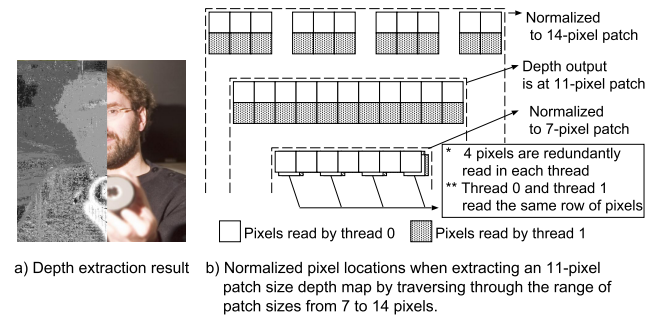 Normalized
to 14-pixel patch
Depth output
is at 11-pixel patch
Normalized
to 7-pixel patch
* 4 pixels are redundantly
read in each thread
** Thread 0 and thread 1
read the same row of pixels
Pixels read by thread 0
Pixels read by thread 1
a) Depth extraction result
b) Normalized pixel locations when extracting an 11-pixel
patch size depth map by traversing through the range of
patch sizes from 7 to 14 pixels.